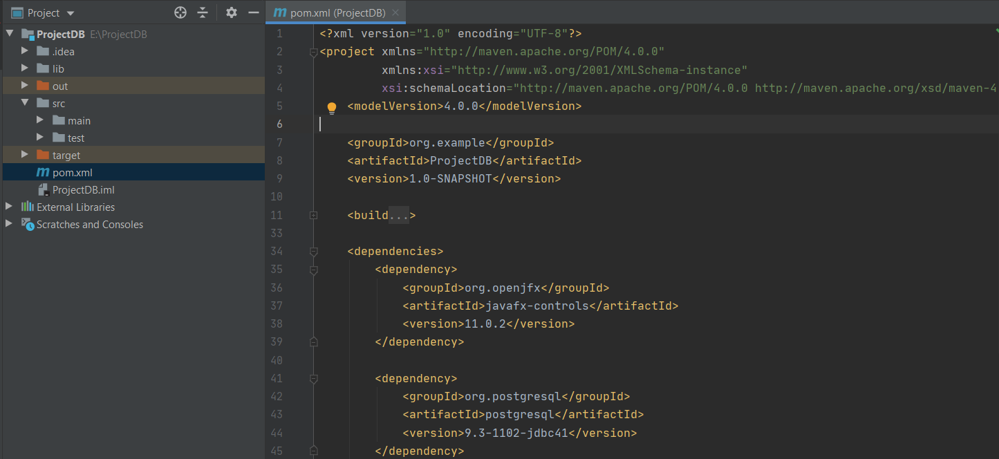 Project
ProjectDB E:\ProjectDB
.idea
lib
out
src
main
test
target
m pom.xml
ProjectDB.iml
External Libraries
Scratches and Consoles
m pom.xml (ProjectDB)
1 <?xml version="1.0" encoding="UTF-8"?>
2 <project xmlns="http://maven.apache.org/POM/4.0.0"
3 xmlns:xsi="http://www.w3.org/2001/XMLSchema-instance"
4 xsi:schemaLocation="http://maven.apache.org/POM/4.0.0 http://maven.apache.org/xsd/maven-4
5 <modelVersion>4.0.0</modelVersion>
6
7 <groupId>org.example</groupId>
8 <artifactId>ProjectDB</artifactId>
9 <version>1.0-SNAPSHOT</version>
10
11 <build...>
33
34 <dependencies>
35 <dependency>
36 <groupId>org.openjfx</groupId>
37 <artifactId>javafx-controls</artifactId>
38 <version>11.0.2</version>
39 </dependency>
40
41 <dependency>
42 <groupId>org.postgresql</groupId>
43 <artifactId>postgresql</artifactId>
44 <version>9.3-1102-jdbc41</version>
45 </dependency>